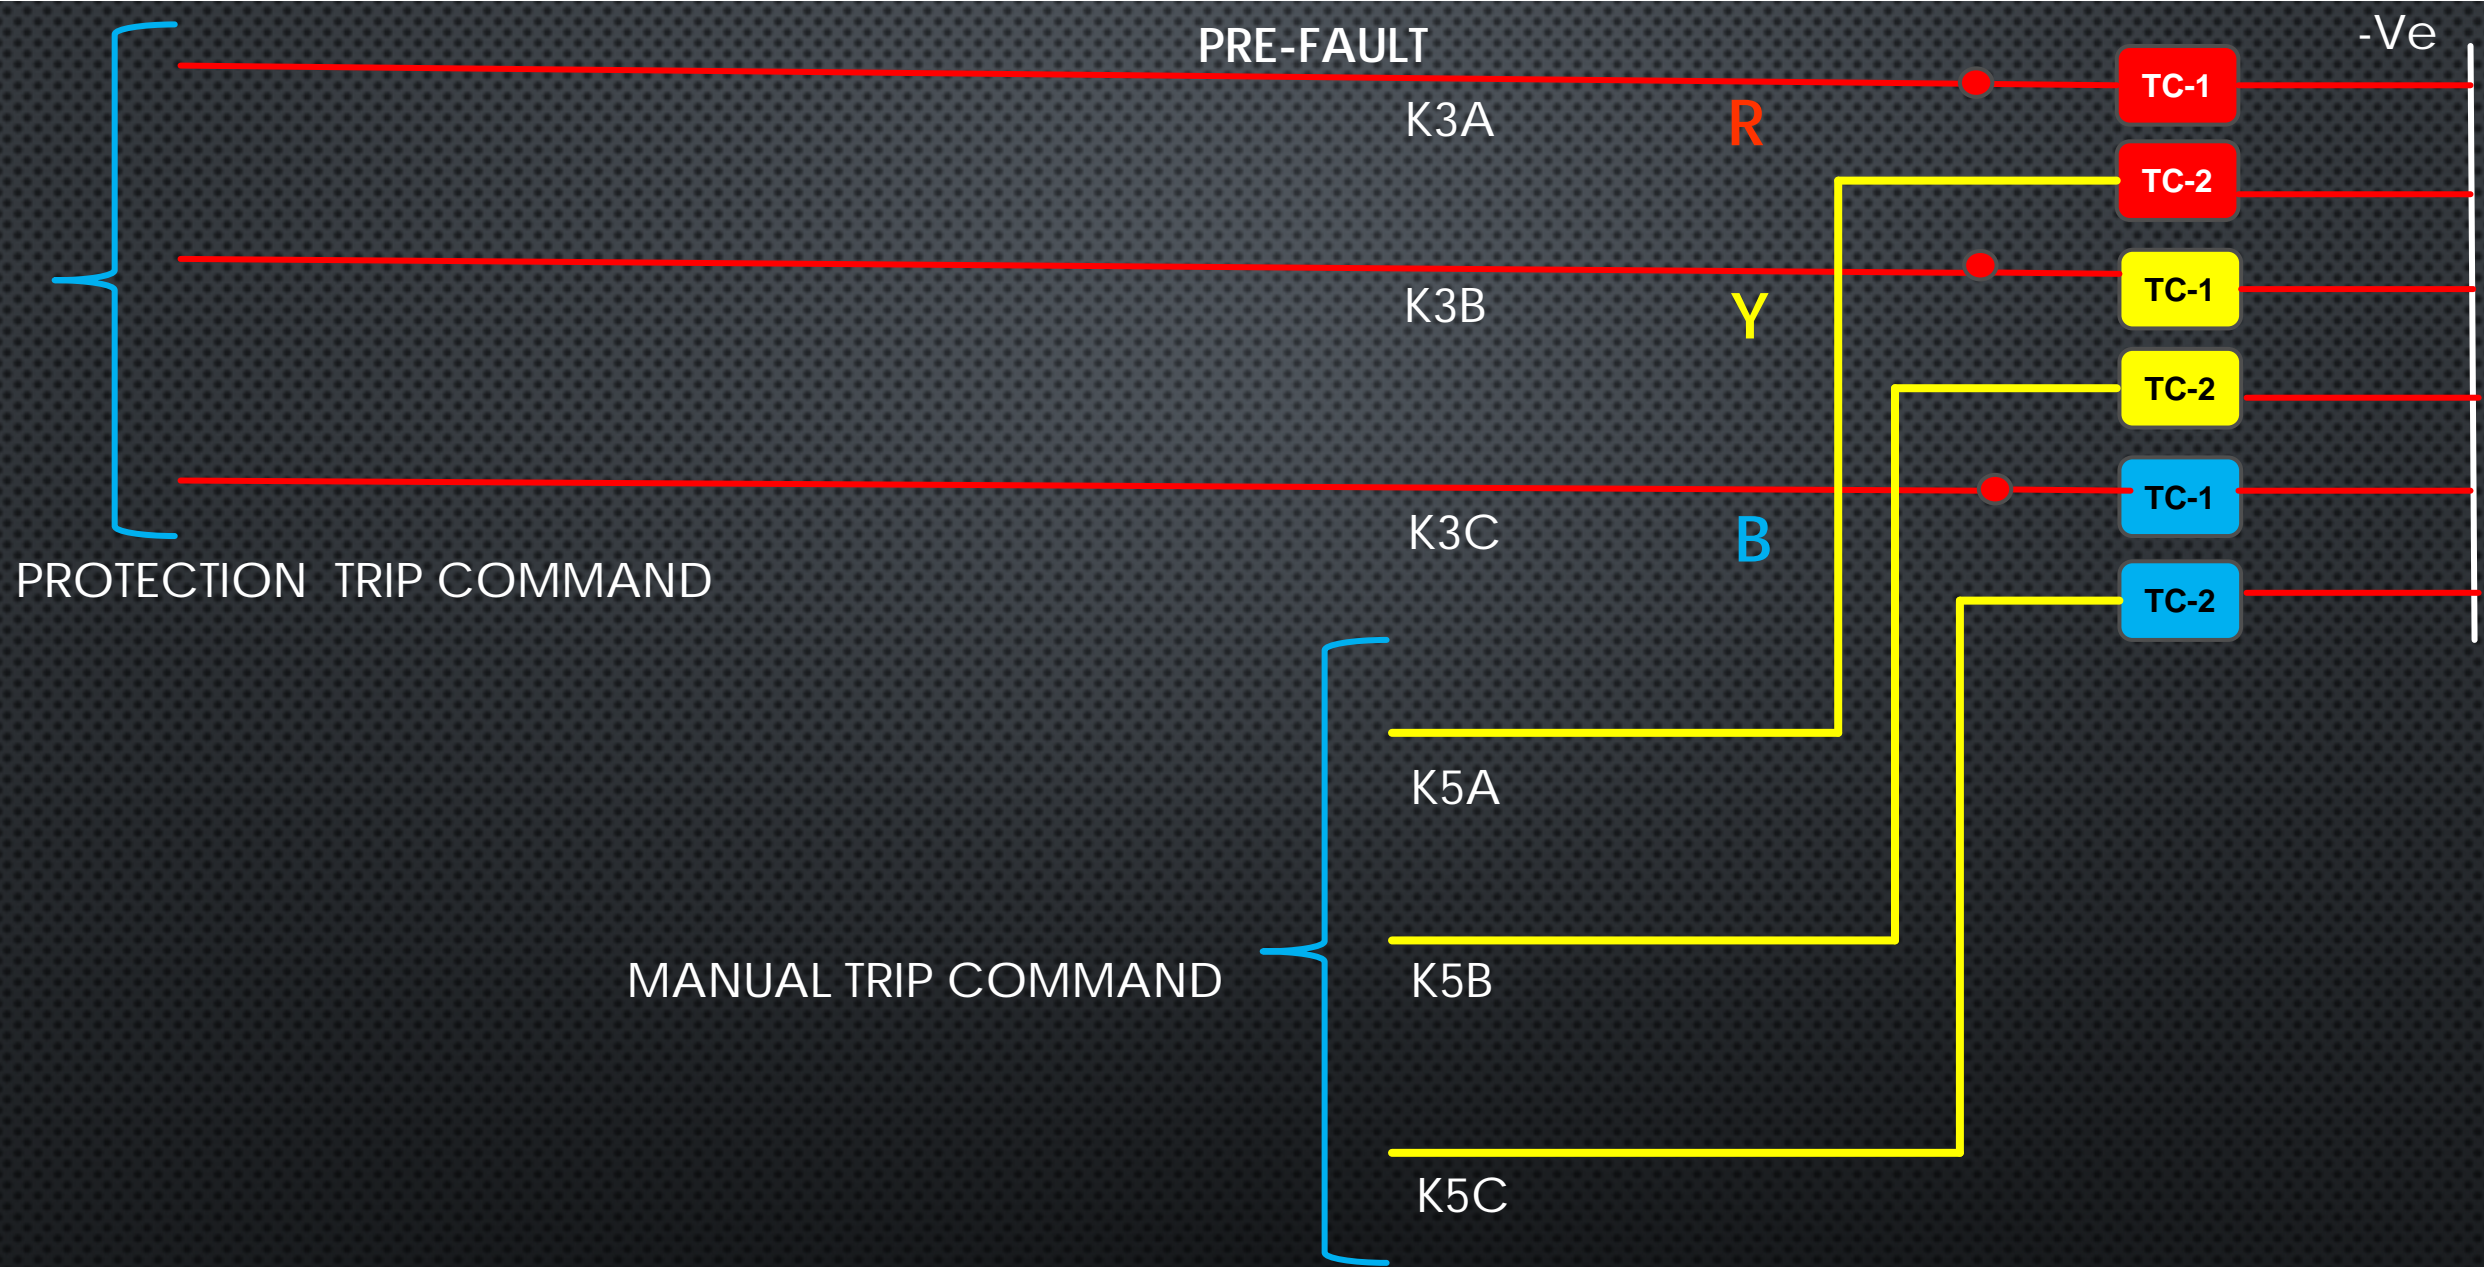 PRE-FAULT
-Ve
TC-1
K3A
R
TC-2
K3B
Y
TC-1
TC-2
K3C
B
TC-1
PROTECTION TRIP COMMAND
TC-2
K5A
MANUAL TRIP COMMAND
K5B
K5C